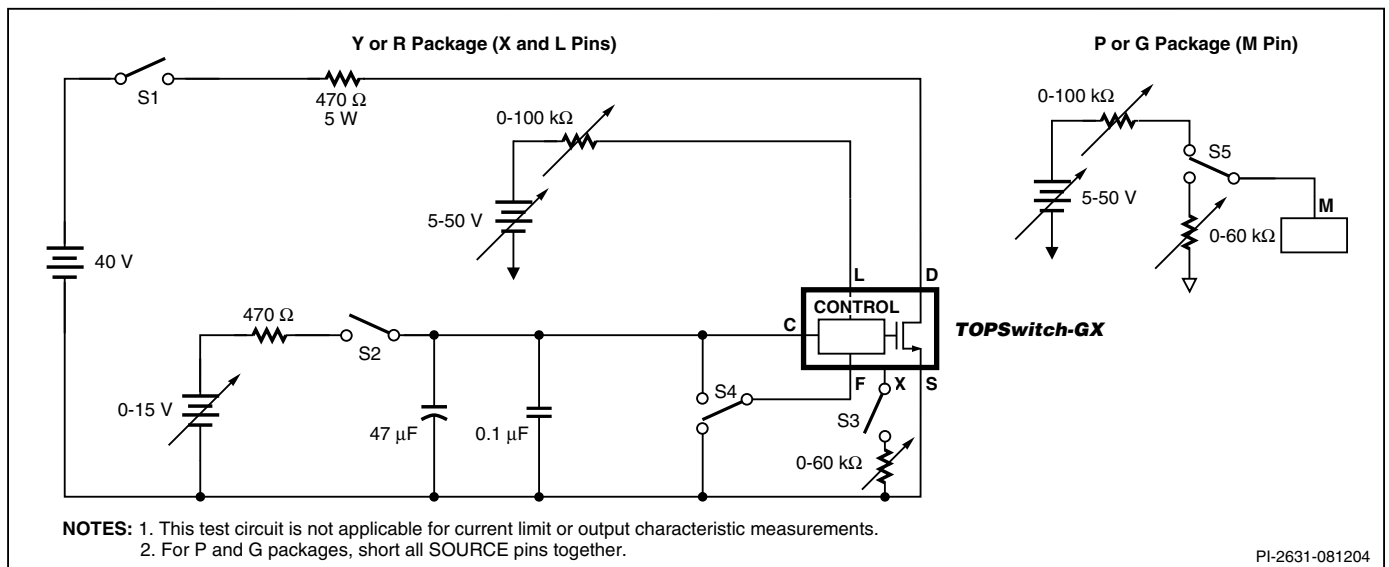 Y or R Package (X and L Pins)
P or G Package (M Pin)
S1
470 Ω
5 W
0-100 kΩ
5-50 V
40 V
470 Ω
S2
0-15 V
47 μF
0.1 μF
S4
C
L
D
CONTROL
TOPSwitch-GX
F
X
S
S3
0-60 kΩ
0-100 kΩ
S5
5-50 V
M
0-60 kΩ
NOTES: 1. This test circuit is not applicable for current limit or output characteristic measurements.
2. For P and G packages, short all SOURCE pins together.
PI-2631-081204